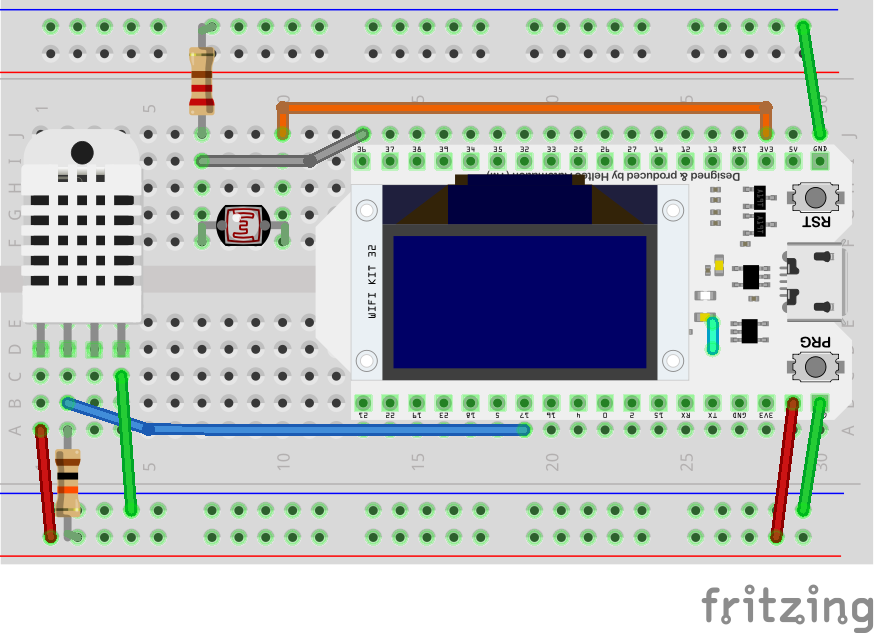 1 5 10 15 20 25 30
J J
36 37 38 39 34 35 32 33 25 26 27 14 12 13 RST 3V3 5V GND
I
Designed & produced by Heltec Automation (TM)
H
G
RST
F F
WIFI KIT 32
E E
PRG
D
C C
B B
21 22 19 18 5 17 16 4 0 2 15 RX TX GND 3V3
A A
5 10 15 20 25 30
fritzing